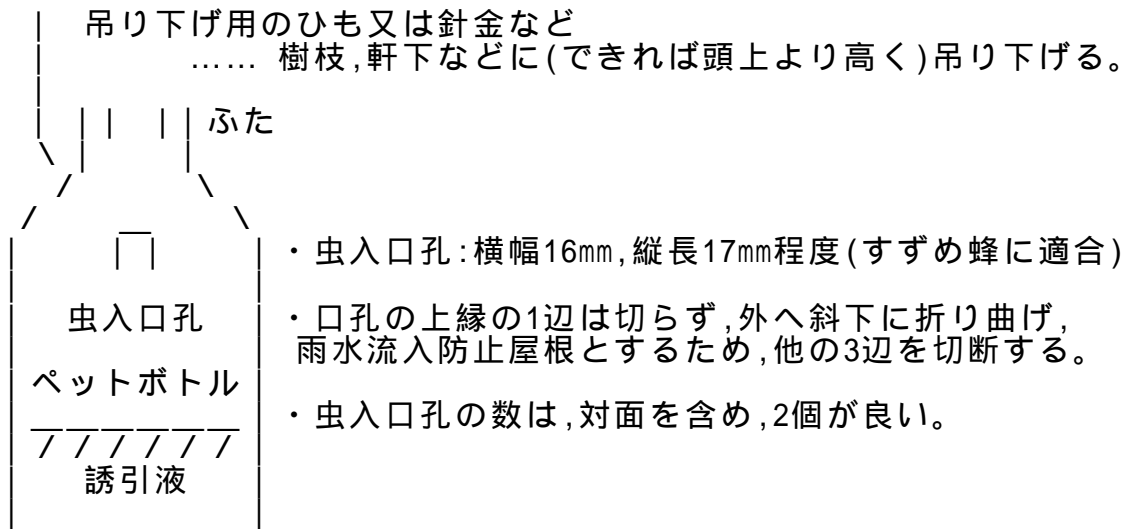 吊り下げ用のひも又は針金など
…… 樹枝,軒下などに(できれば頭上より高く)吊り下げる。
ふた
・虫入口孔:横幅16㎜,縦長17㎜程度(すずめ蜂に適合)
虫入口孔
・口孔の上縁の1辺は切らず,外へ斜下に折り曲げ,
雨水流入防止屋根とするため,他の3辺を切断する。
ペットボトル
・虫入口孔の数は,対面を含め,2個が良い。
誘引液